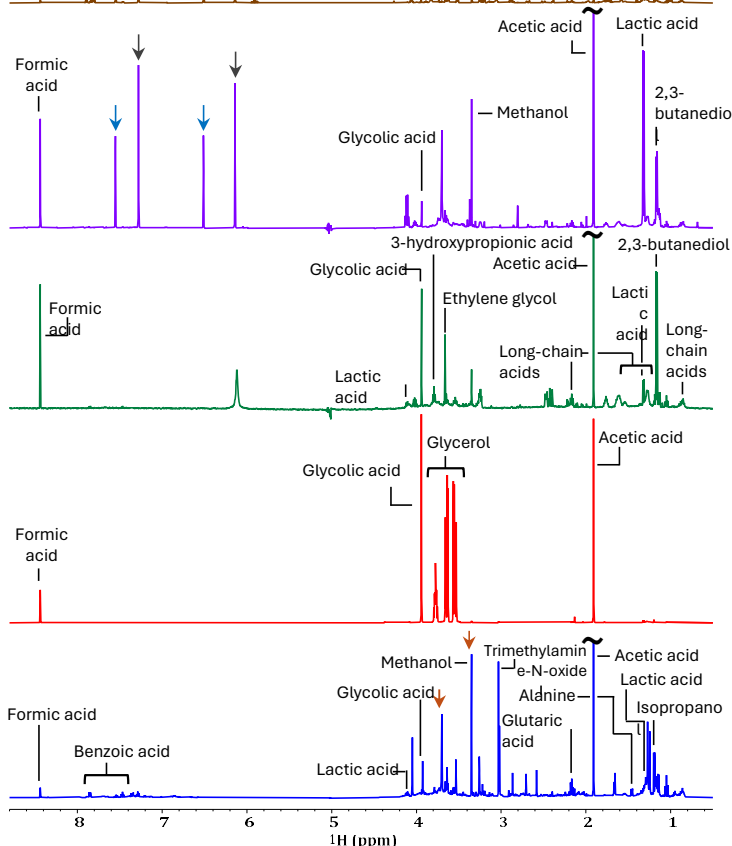 Acetic acid
Lactic acid
Formic
acid
2,3-
butanedio
Methanol
Glycolic acid
3-hydroxypropionic acid
2,3-butanediol
Acetic acid
Glycolic acid
Ethylene glycol
Lacti
c
acid
Formic
acid
Long-
chain
acids
Long-chain
acids
Lactic
acid
Acetic acid
Glycerol
Glycolic acid
Formic
acid
Trimethylamin
e-N-oxide
Acetic acid
Methanol
Lactic acid
Glycolic acid
Alanine
Isopropano
Formic acid
Glutaric
acid
Benzoic acid
Lactic acid
8 7 6 5 4 3 2 1
¹H (ppm)